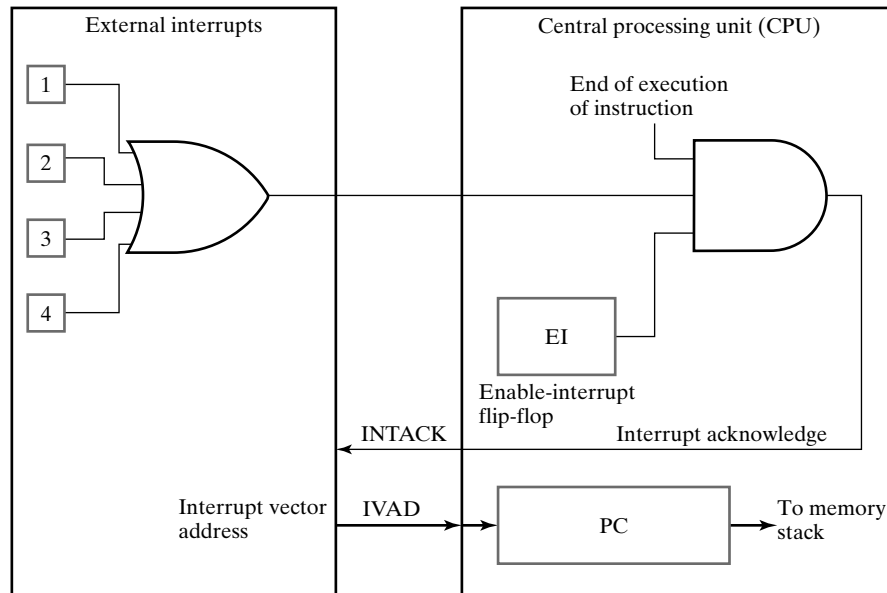 External interrupts
1
2
3
4
Central processing unit (CPU)
End of execution
of instruction
EI
Enable-interrupt
flip-flop
INTACK
Interrupt acknowledge
Interrupt vector
address
IVAD
PC
To memory
stack